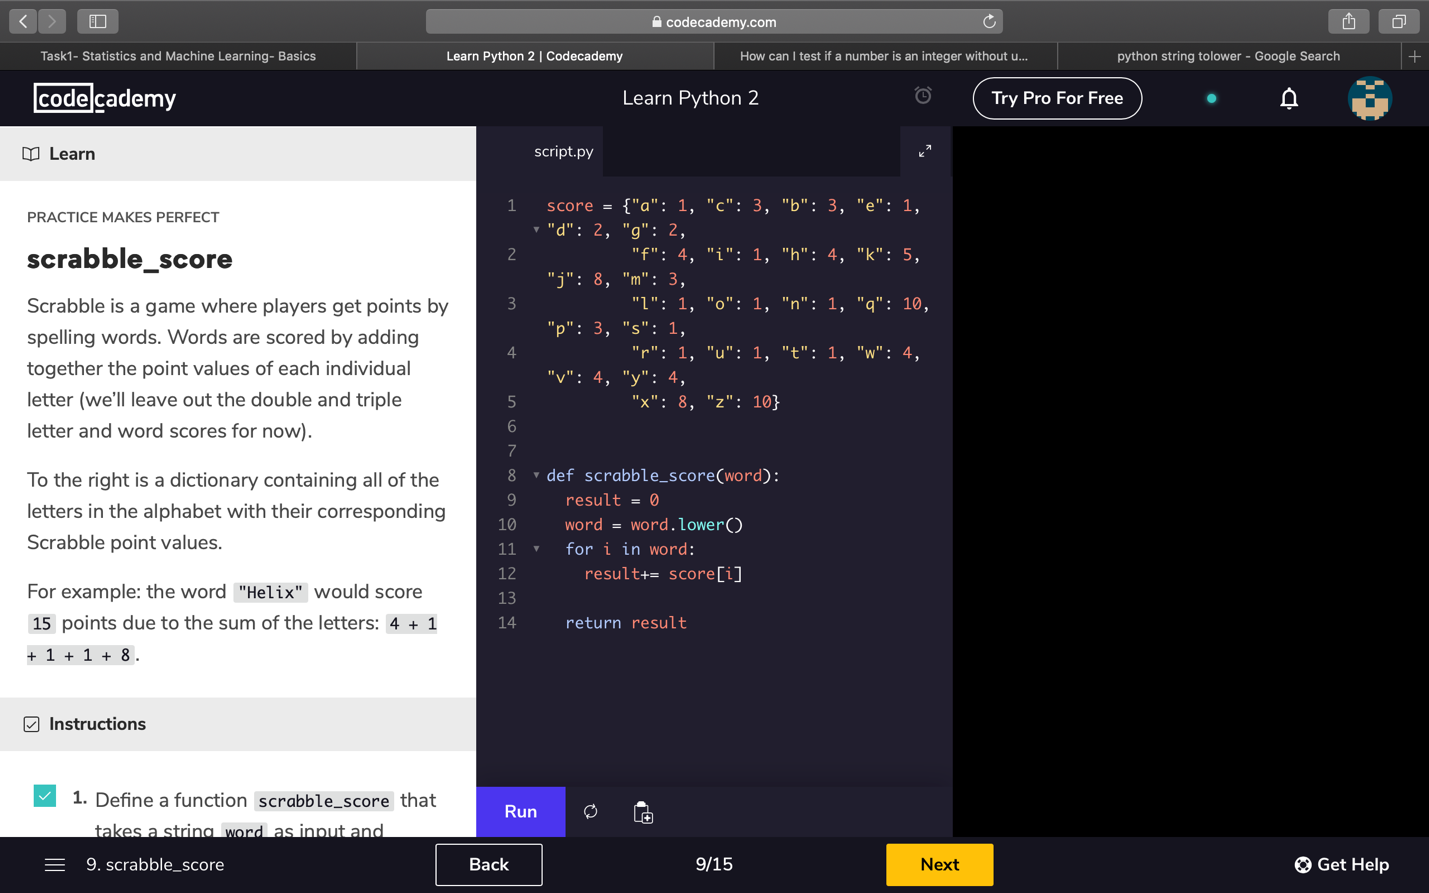 codecademy.com
Task1- Statistics and Machine Learning- Basics
Learn Python 2 | Codecademy
How can I test if a number is an integer without u...
python string tolower - Google Search
codecademy
Learn Python 2
Try Pro For Free
Learn
PRACTICE MAKES PERFECT
scrabble_score
Scrabble is a game where players get points by
spelling words. Words are scored by adding
together the point values of each individual
letter (we’ll leave out the double and triple
letter and word scores for now).
To the right is a dictionary containing all of the
letters in the alphabet with their corresponding
Scrabble point values.
For example: the word "Helix" would score
15 points due to the sum of the letters: 4 + 1
+ 1 + 1 + 8 .
Instructions
1. Define a function scrabble_score that
takes a string word as input and
script.py
1 score = {"a": 1, "c": 3, "b": 3, "e": 1,
"d": 2, "g": 2,
2 "f": 4, "i": 1, "h": 4, "k": 5,
"j": 8, "m": 3,
3 "l": 1, "o": 1, "n": 1, "q": 10,
"p": 3, "s": 1,
4 "r": 1, "u": 1, "t": 1, "w": 4,
"v": 4, "y": 4,
5 "x": 8, "z": 10}
6
7
8 def scrabble_score(word):
9 result = 0
10 word = word.lower()
11 for i in word:
12 result+= score[i]
13
14 return result
Run
9. scrabble_score
Back
9/15
Next
Get Help